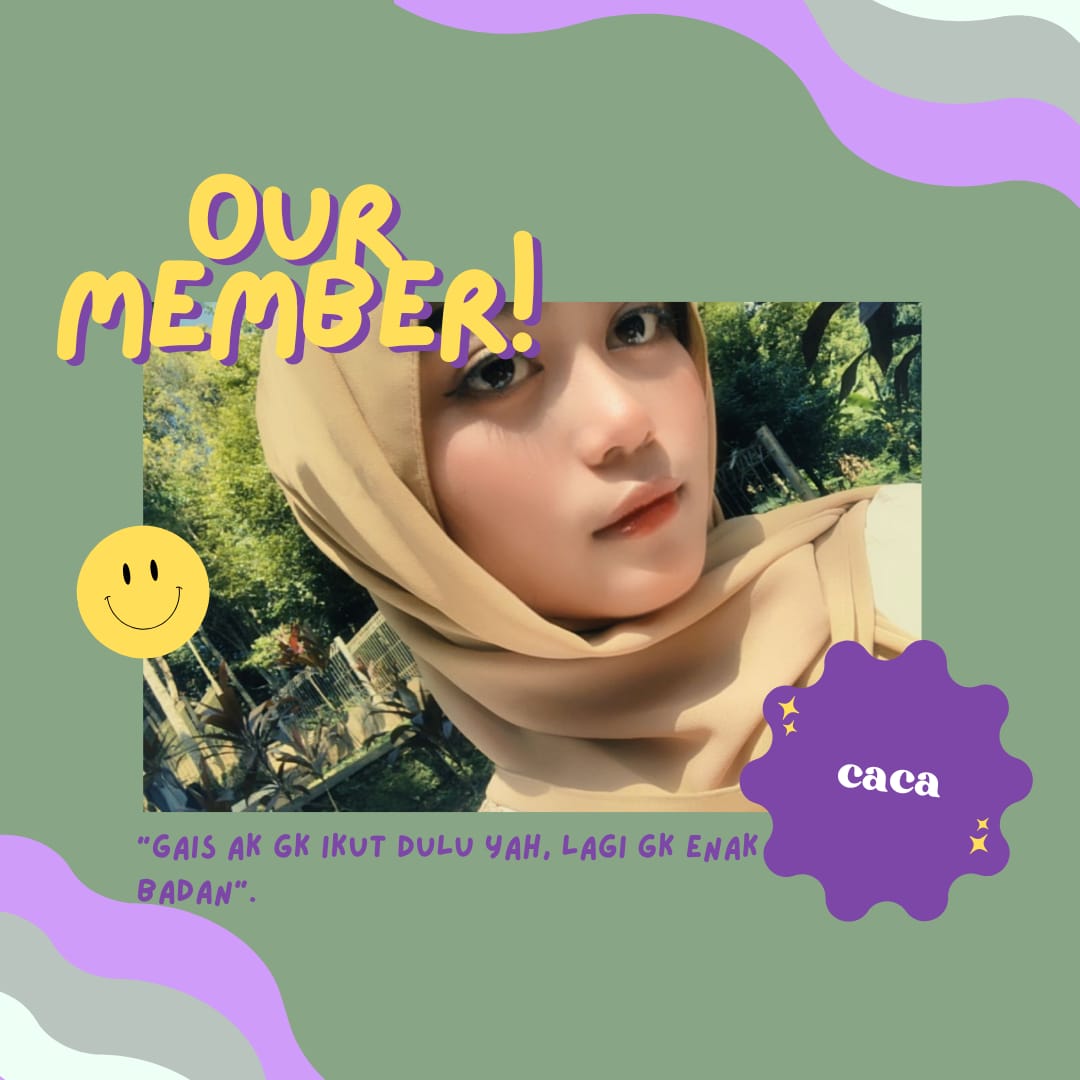 OUR
MEMBER!
"GAIS AK GK IKUT DULU YAH, LAGI GK ENAK
BADAN".
caca